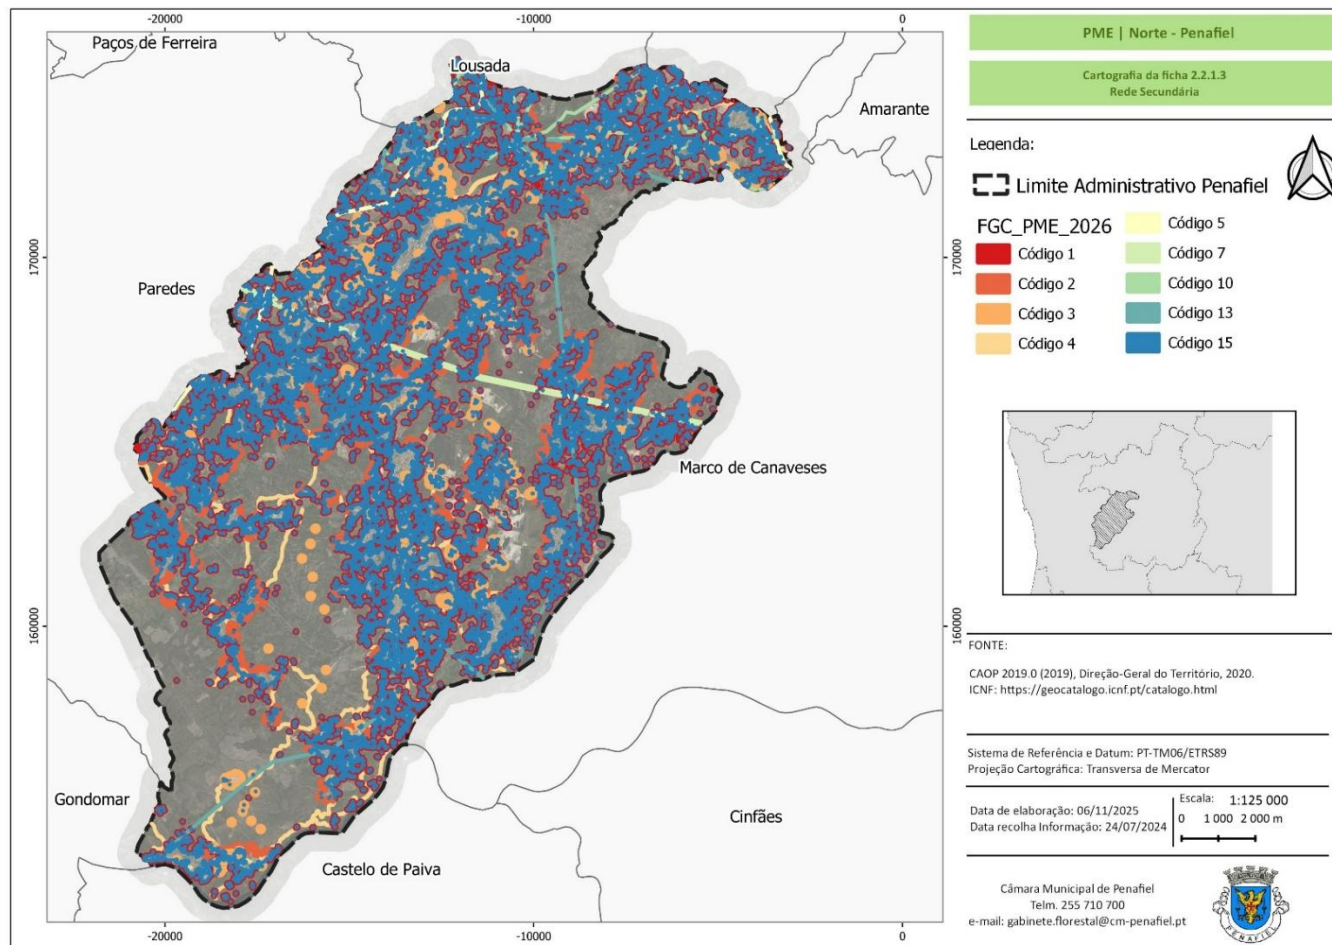 -20000
-10000
0
Paços de Ferreira
Lousada
Amarante
Paredes
Marco de Canaveses
Gondomar
Cinfães
Castelo de Paiva
170000
170000
160000
160000
-20000
-10000
0
PME | Norte - Penafiel
Cartografia da ficha 2.2.1.3
Rede Secundária
Legenda:
Limite Administrativo Penafiel
FGC_PME_2026
Código 1
Código 2
Código 3
Código 4
Código 5
Código 7
Código 10
Código 13
Código 15
FONTE:
CAOP 2019.0 (2019), Direção-Geral do Território, 2020.
ICNF: https://geocatalogo.icnf.pt/catalogo.html
Sistema de Referência e Datum: PT-TM06/ETRS89
Projeção Cartográfica: Transversa de Mercator
Data de elaboração: 06/11/2025
Data recolha Informação: 24/07/2024
Escala: 1:125 000
0 1 000 2 000 m
Câmara Municipal de Penafiel
Telm. 255 710 700
e-mail: gabinete.florestal@cm-penafiel.pt
PENAFIEL